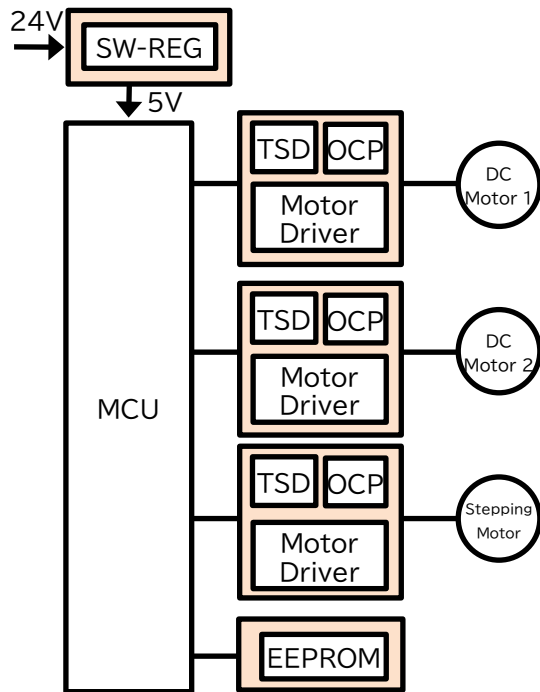 24V
SW-REG
5V
MCU
TSD
OCP
Motor
Driver
DC
Motor 1
TSD
OCP
Motor
Driver
DC
Motor 2
TSD
OCP
Motor
Driver
Stepping
Motor
EEPROM